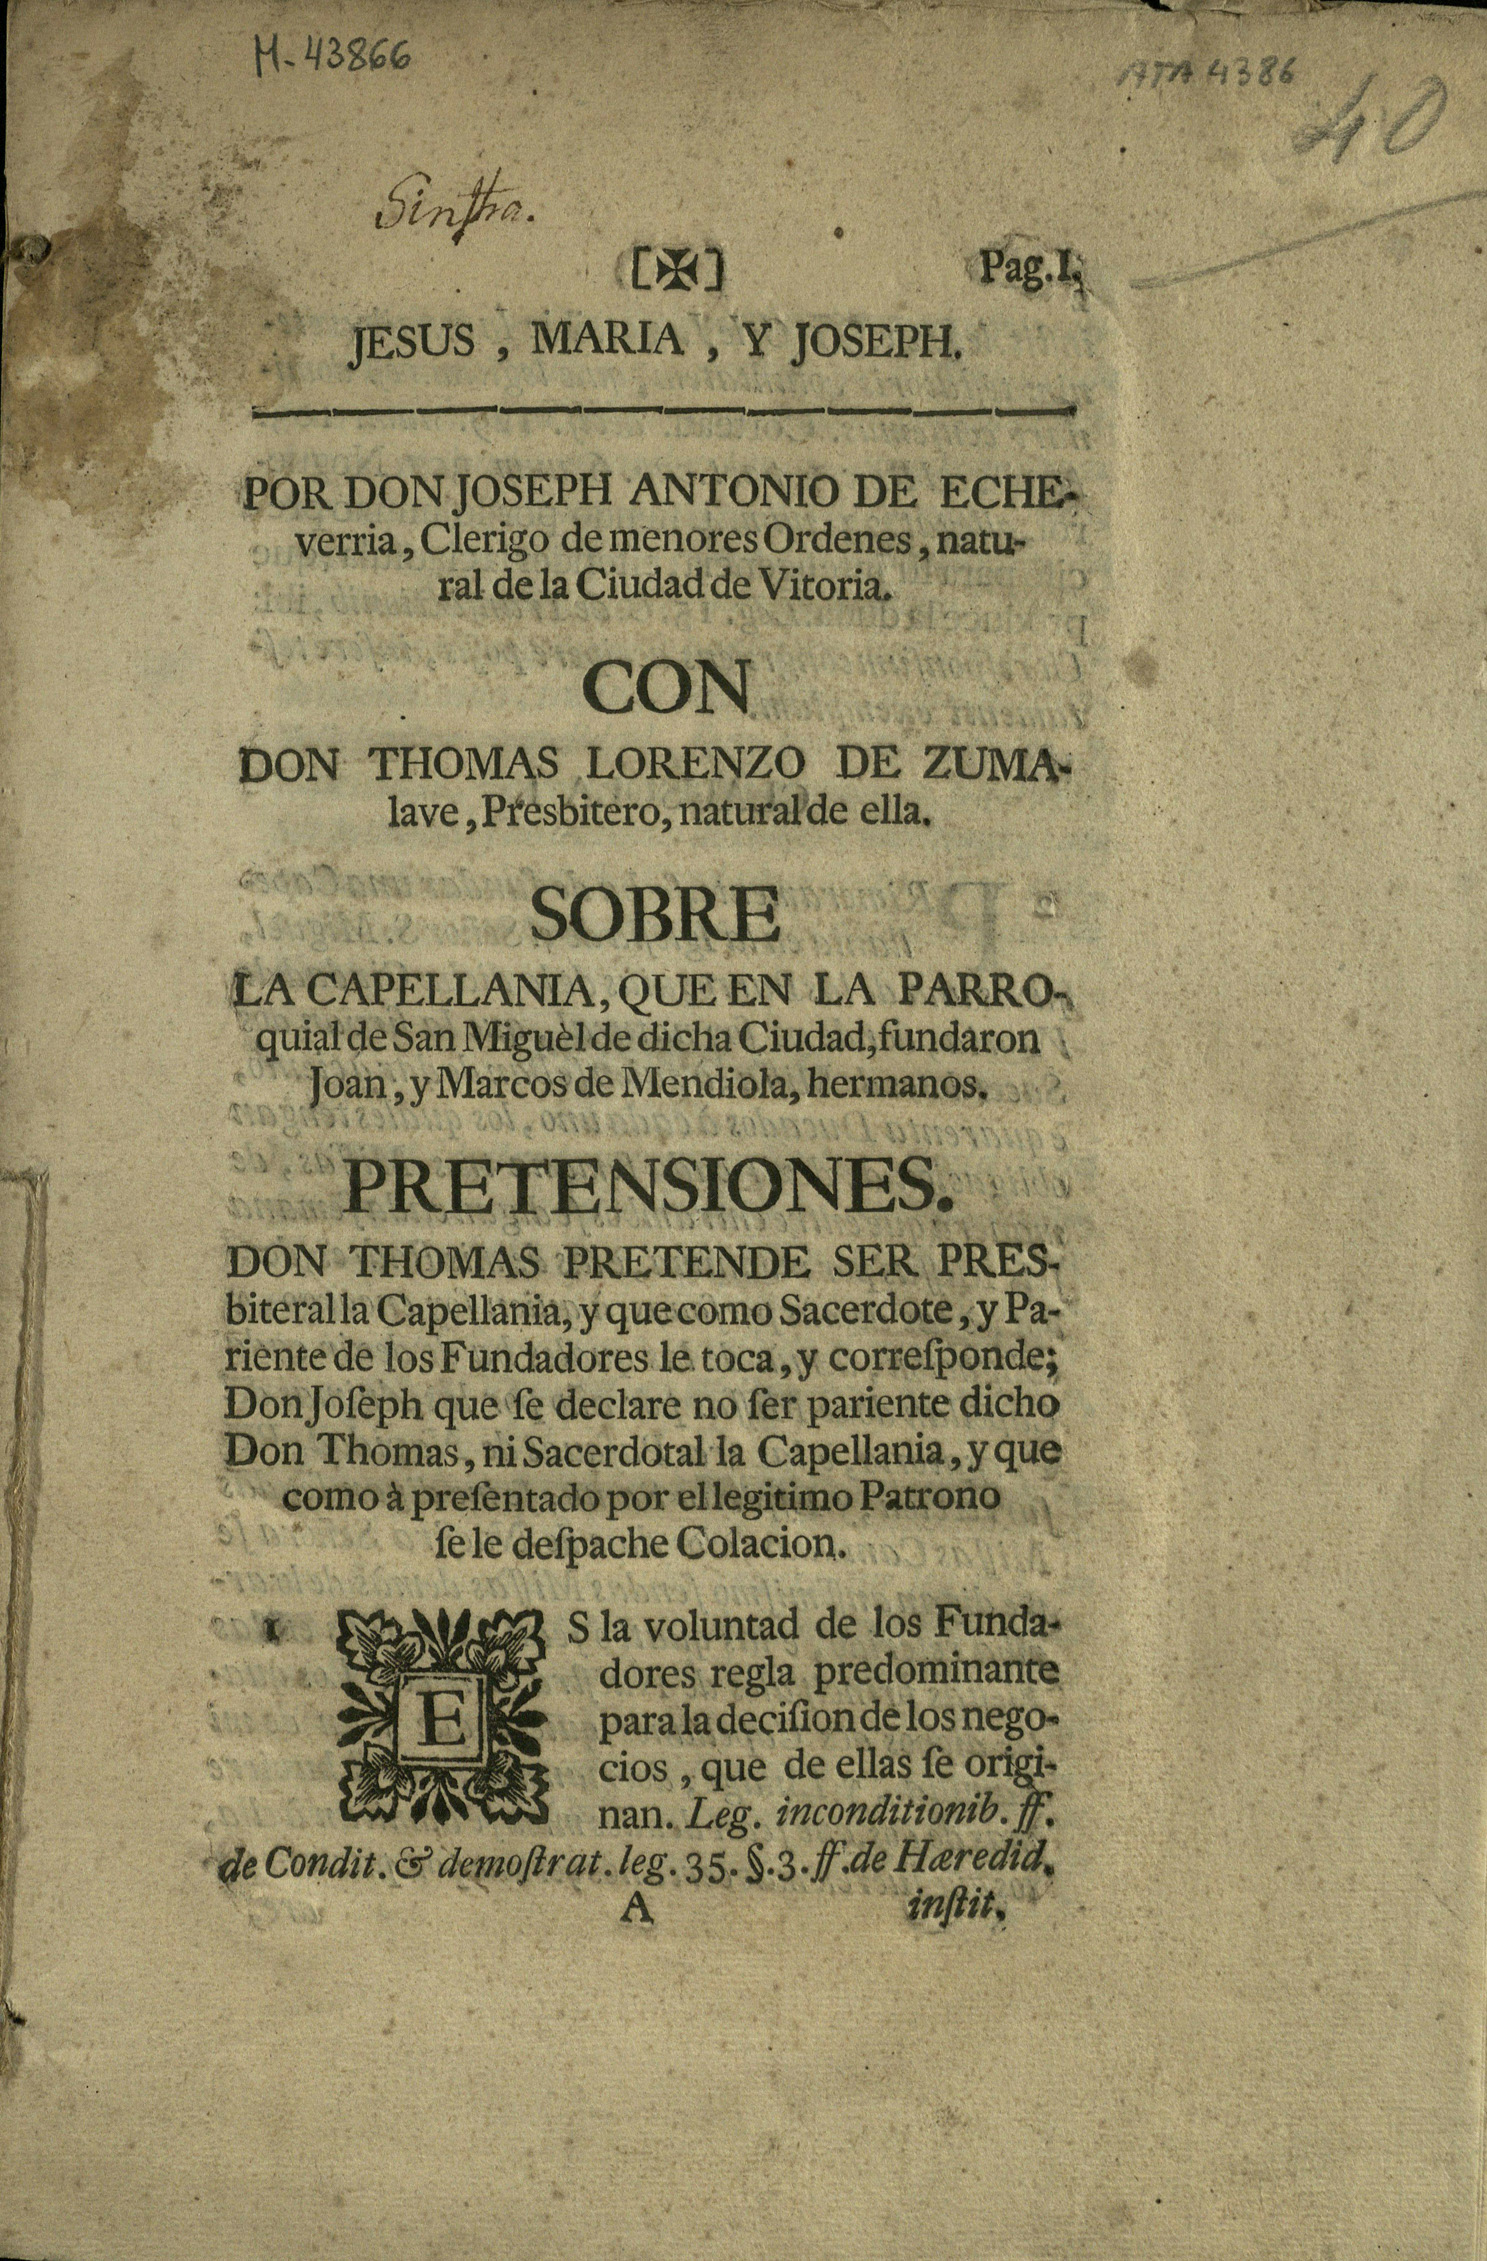 M-43866
ATA 4386
40
[✠] Pag.I.
JESUS , MARIA , Y JOSEPH.
POR DON JOSEPH ANTONIO DE ECHE-
verria, Clerigo de menores Ordenes, natu-
ral de la Ciudad de Vitoria.
CON
DON THOMAS LORENZO DE ZUMA-
lave, Presbitero, natural de ella.
SOBRE
LA CAPELLANIA, QUE EN LA PARRO-
quial de San Miguèl de dicha Ciudad, fundaron
Joan, y Marcos de Mendiola, hermanos.
PRETENSIONES.
DON THOMAS PRETENDE SER PRES-
biteral la Capellania, y que como Sacerdote, y Pa-
riente de los Fundadores le toca, y correſponde;
Don Joſeph que ſe declare no ſer pariente dicho
Don Thomas, ni Sacerdotal la Capellania, y que
como à preſentado por el legitimo Patrono
ſe le deſpache Colacion.
1 ES la voluntad de los Funda-
dores regla predominante
para la deciſion de los nego-
cios , que de ellas ſe origi-
nan. Leg. inconditionib. ff.
de Condit. & demoſtrat. leg. 35. §. 3. ff. de Hæredid.
A inſtit.